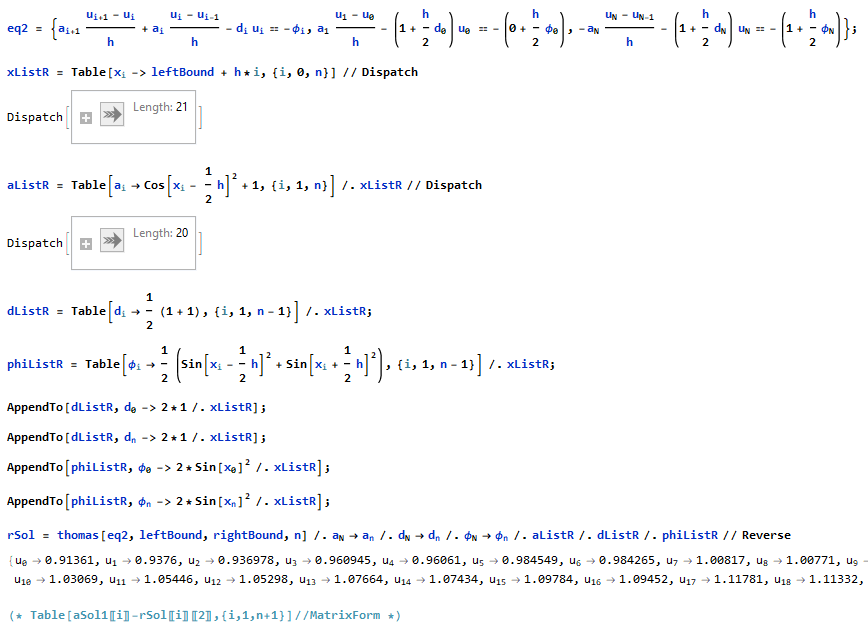 eq2 = {a_{i+1} (u_{i+1} - u_i)/h + a_i (u_i - u_{i-1})/h - d_i u_i == -ϕ_i, a_1 (u_1 - u_0)/h - (1 + h/2 d_0) u_0 == -(0 + h/2 ϕ_0), -a_N (u_N - u_{N-1})/h - (1 + h/2 d_N) u_N == -(1 + h/2 ϕ_N)};
xListR = Table[x_i -> leftBound + h*i, {i, 0, n}] // Dispatch
Dispatch[ Length: 21 ]
aListR = Table[a_i → Cos[x_i - 1/2 h]^2 + 1, {i, 1, n}] /. xListR // Dispatch
Dispatch[ Length: 20 ]
dListR = Table[d_i → 1/2 (1 + 1), {i, 1, n - 1}] /. xListR;
phiListR = Table[ϕ_i → 1/2 (Sin[x_i - 1/2 h]^2 + Sin[x_i + 1/2 h]^2), {i, 1, n - 1}] /. xListR;
AppendTo[dListR, d_0 -> 2*1 /. xListR];
AppendTo[dListR, d_n -> 2*1 /. xListR];
AppendTo[phiListR, ϕ_0 -> 2*Sin[x_0]^2 /. xListR];
AppendTo[phiListR, ϕ_n -> 2*Sin[x_n]^2 /. xListR];
rSol = thomas[eq2, leftBound, rightBound, n] /. a_N → a_n /. d_N → d_n /. ϕ_N → ϕ_n /. aListR /. dListR /. phiListR // Reverse
{u_0 → 0.91361, u_1 → 0.9376, u_2 → 0.936978, u_3 → 0.960945, u_4 → 0.96061, u_5 → 0.984549, u_6 → 0.984265, u_7 → 1.00817, u_8 → 1.00771, u_9 -
u_10 → 1.03069, u_11 → 1.05446, u_12 → 1.05298, u_13 → 1.07664, u_14 → 1.07434, u_15 → 1.09784, u_16 → 1.09452, u_17 → 1.11781, u_18 → 1.11332,
(* Table[aSol1⟦i⟧-rSol⟦i⟧⟦2⟧,{i,1,n+1}]//MatrixForm *)